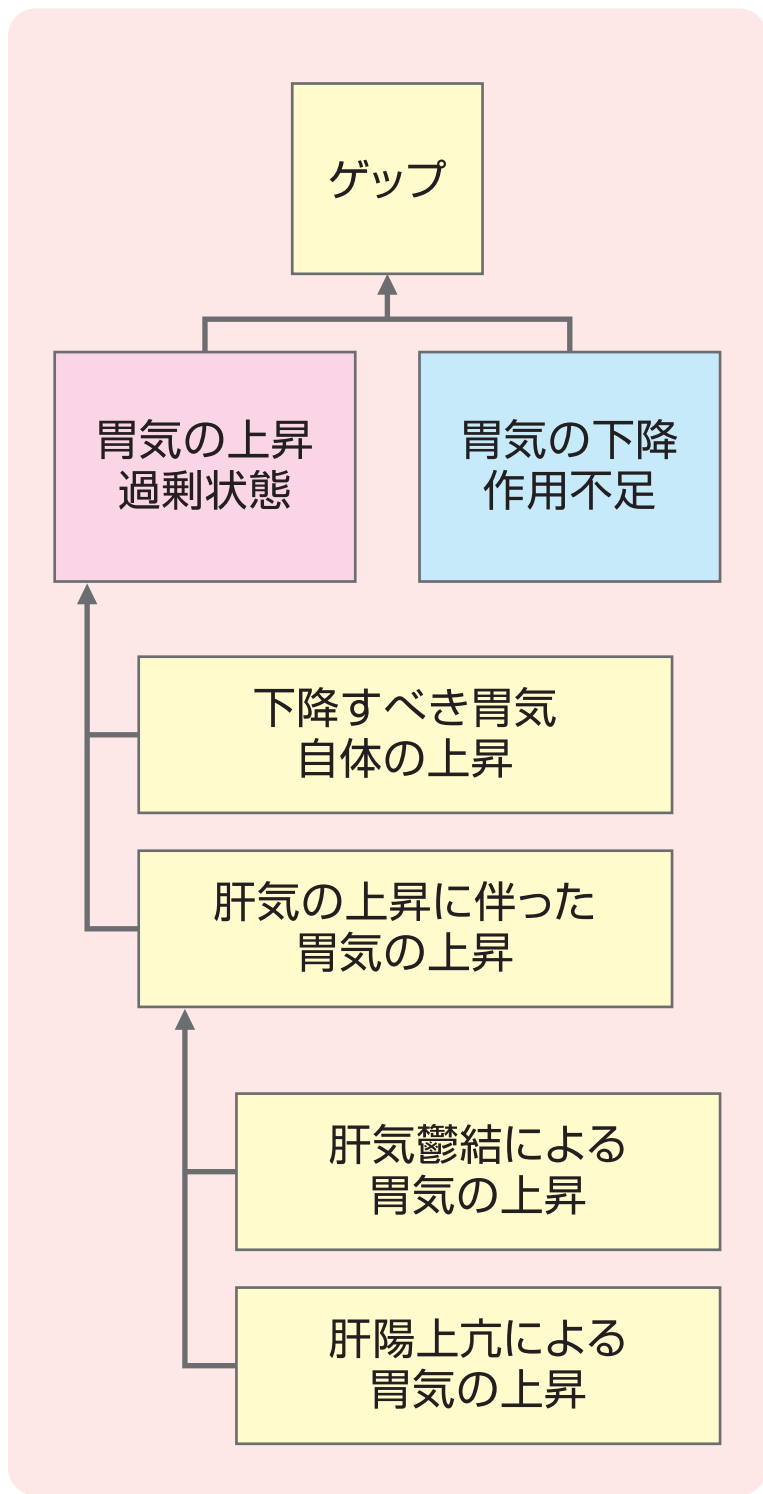 ゲップ
胃気の上昇
過剰状態
胃気の下降
作用不足
下降すべき胃気
自体の上昇
肝気の上昇に伴った
胃気の上昇
肝気鬱結による
胃気の上昇
肝陽上亢による
胃気の上昇